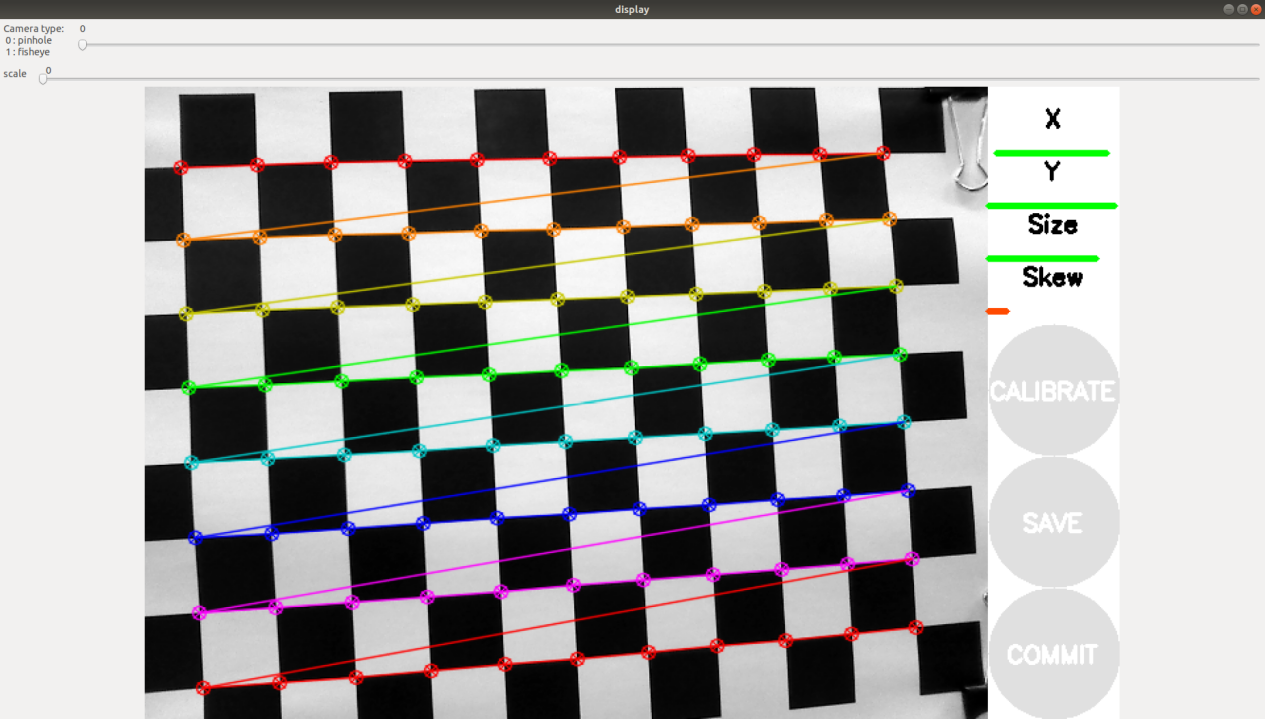 display
Camera type:
0 : pinhole
1 : fisheye
0
scale
0
X
Y
Size
Skew
CALIBRATE
SAVE
COMMIT